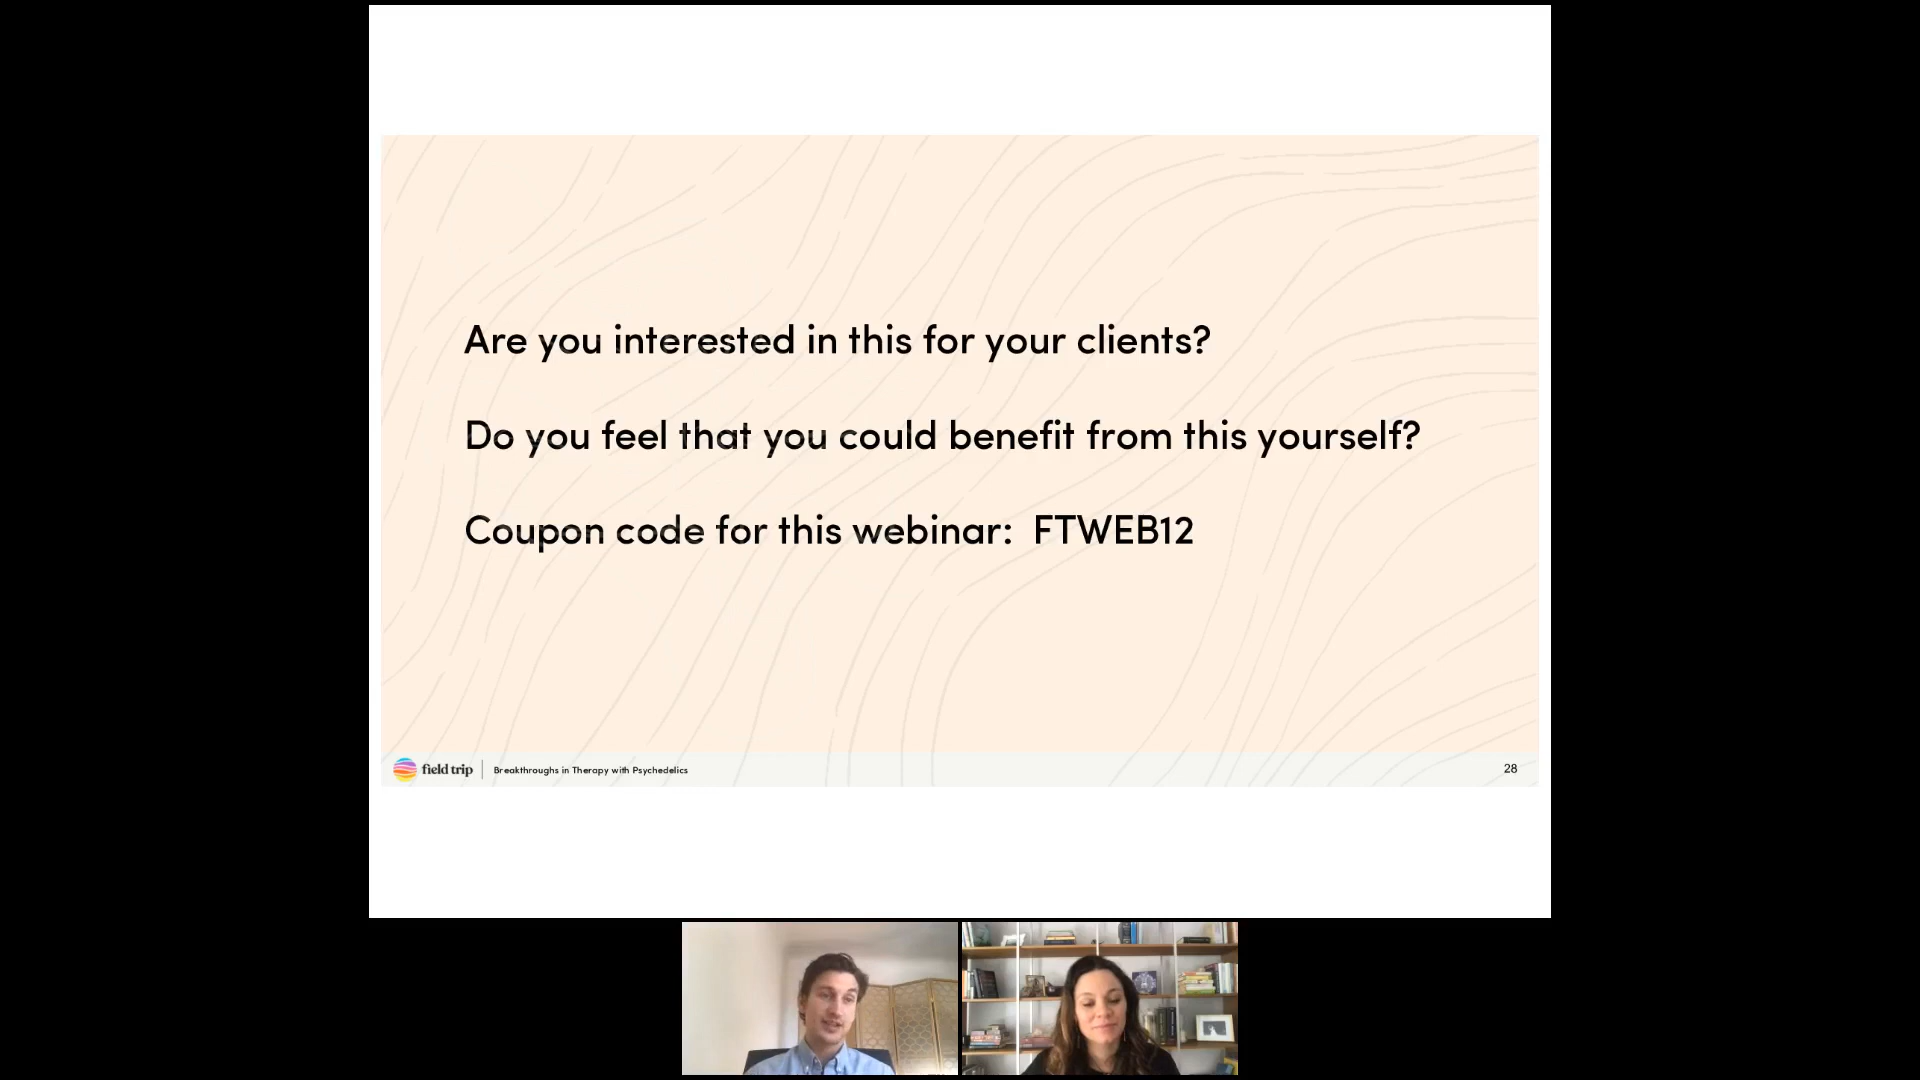 Are you interested in this for your clients?
Do you feel that you could benefit from this yourself?
Coupon code for this webinar: FTWEB12
field trip | Breakthroughs in Therapy with Psychedelics
28